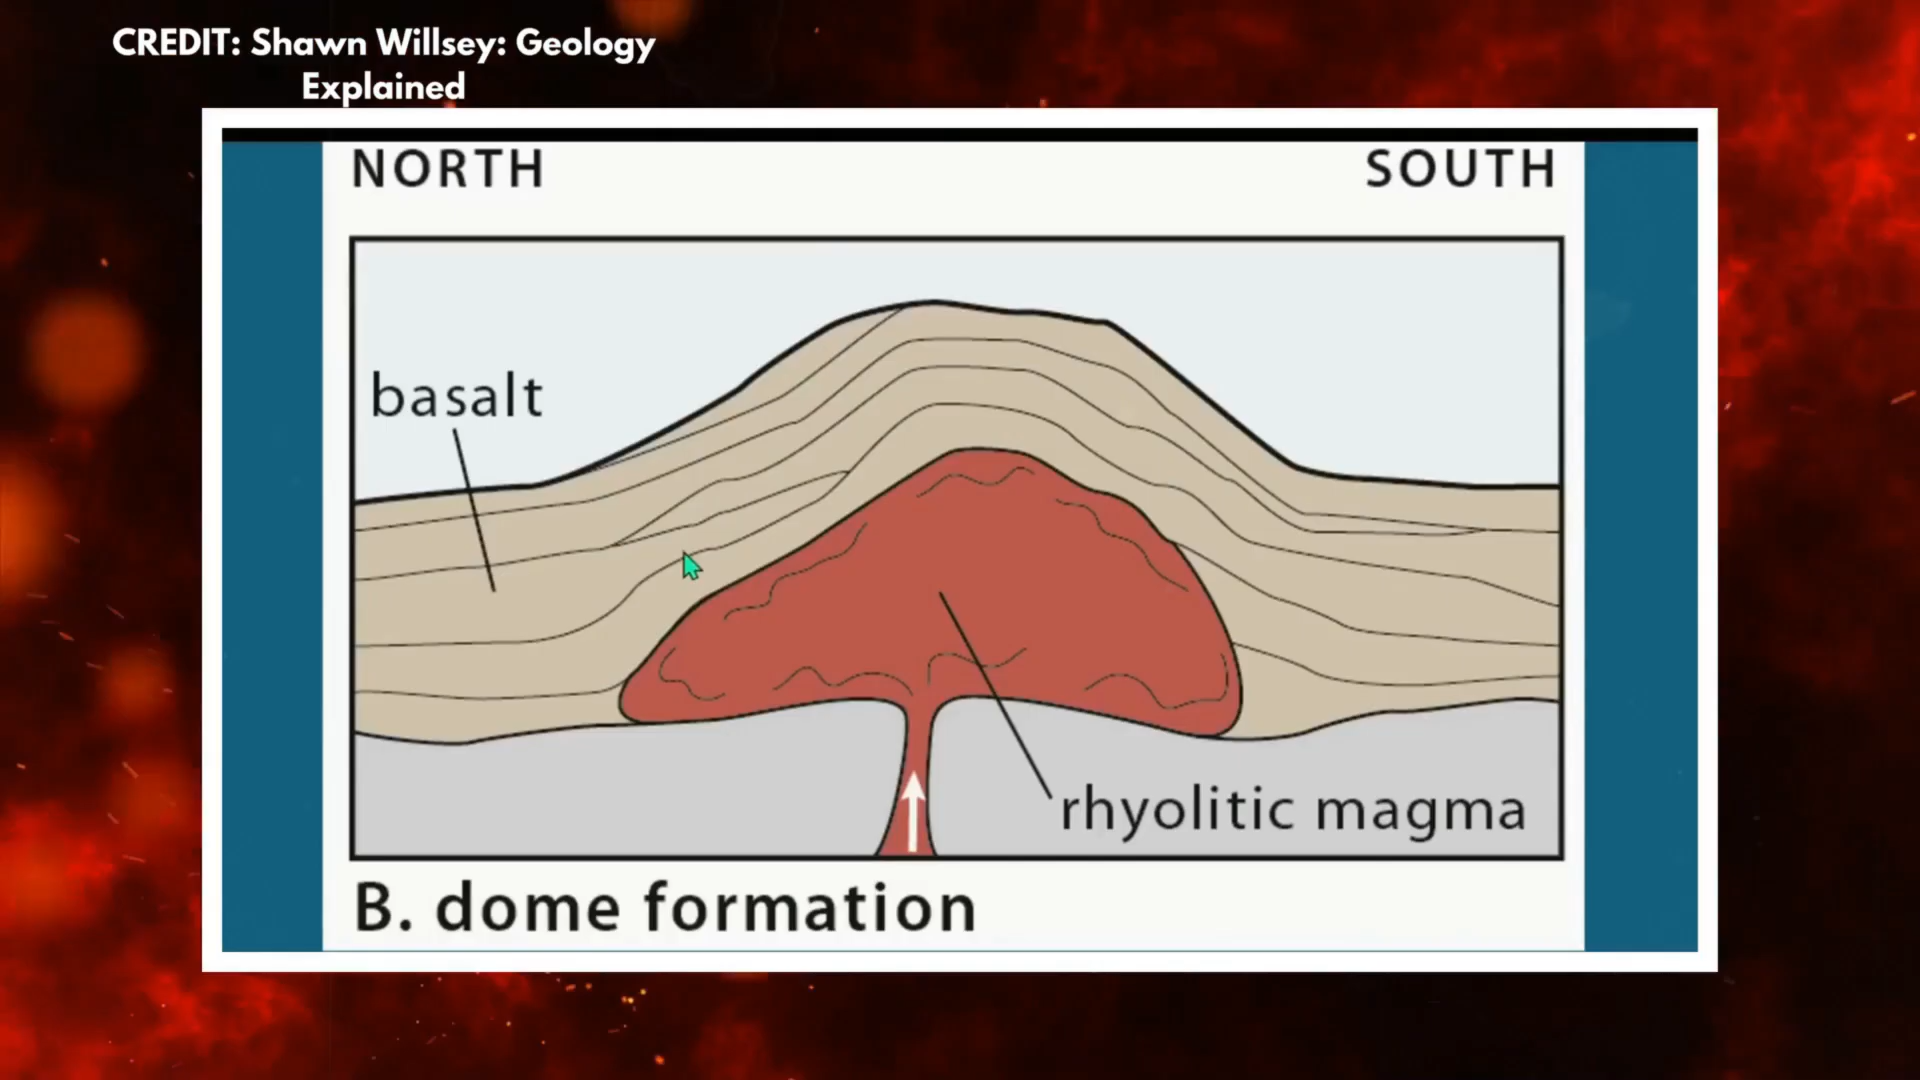 CREDIT: Shawn Willsey: Geology
Explained
NORTH
SOUTH
basalt
rhyolitic magma
B. dome formation